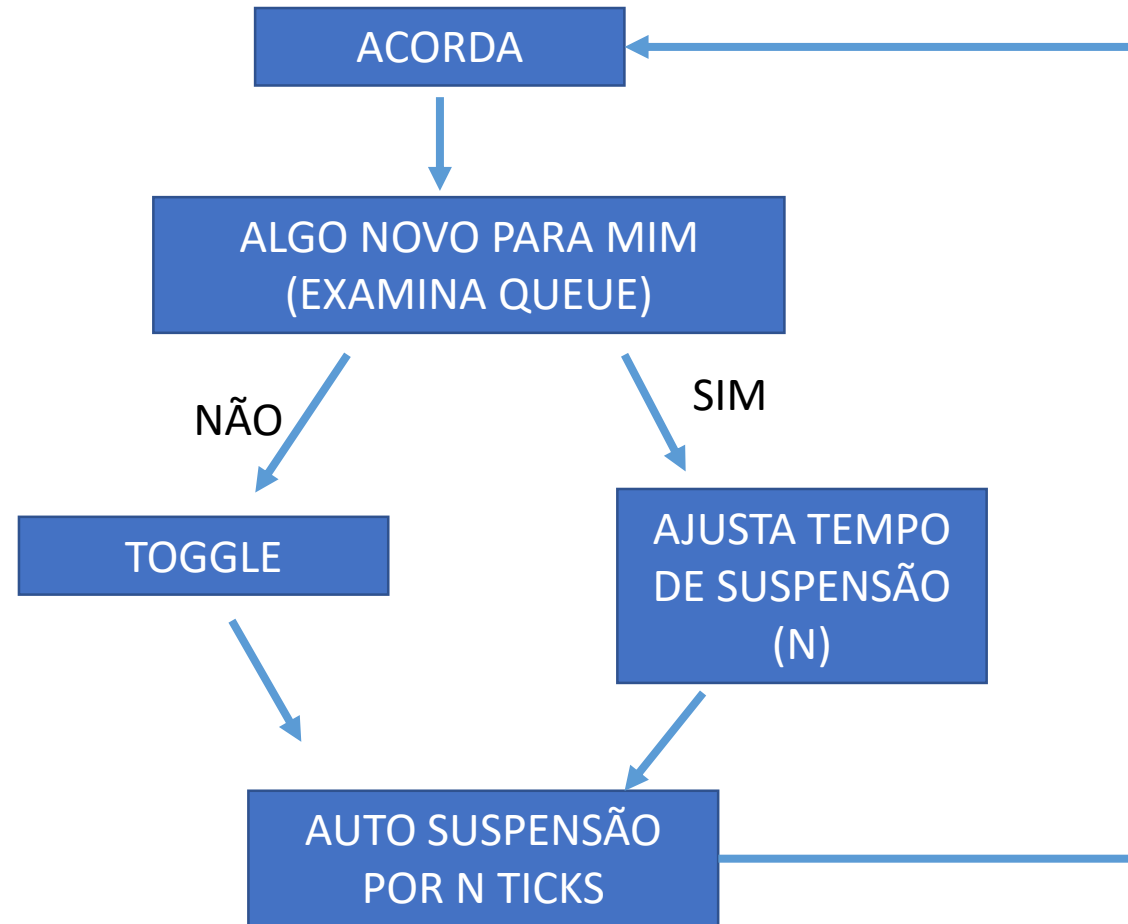 ACORDA
ALGO NOVO PARA MIM
(EXAMINA QUEUE)
NÃO
SIM
TOGGLE
AJUSTA TEMPO
DE SUSPENSÃO
(N)
AUTO SUSPENSÃO
POR N TICKS